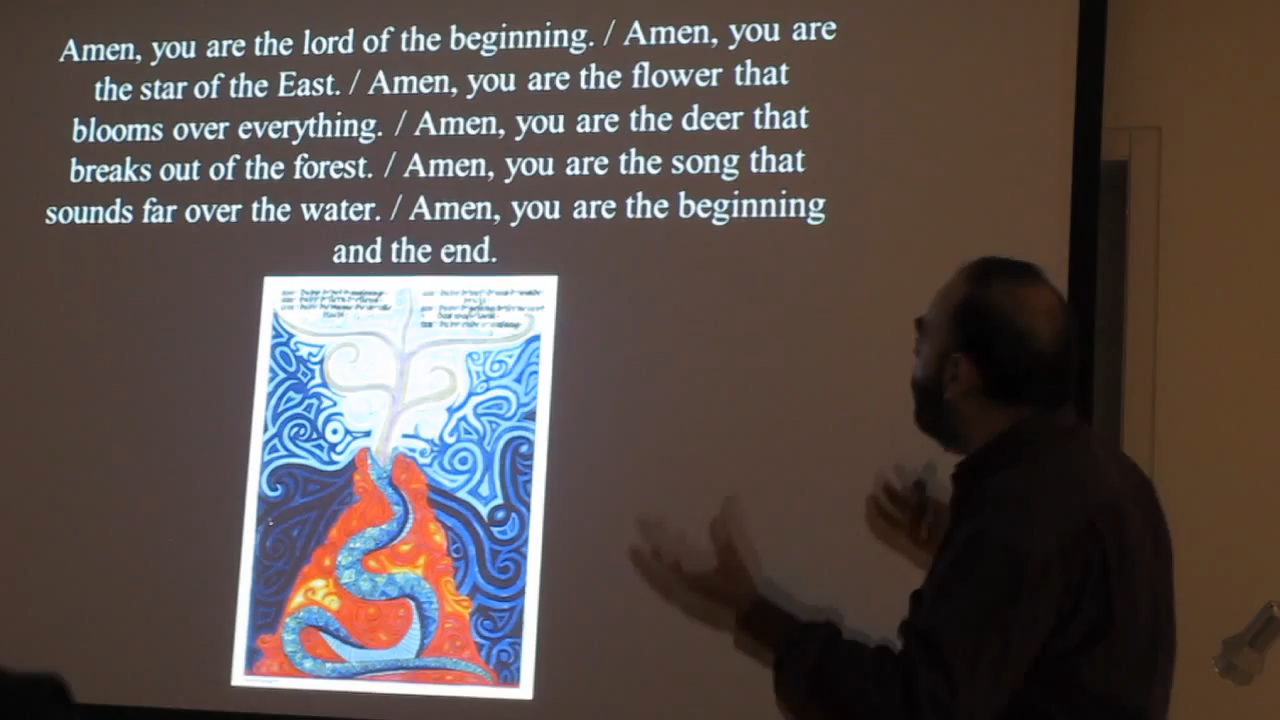 Amen, you are the lord of the beginning. / Amen, you are
the star of the East. / Amen, you are the flower that
blooms over everything. / Amen, you are the deer that
breaks out of the forest. / Amen, you are the song that
sounds far over the water. / Amen, you are the beginning
and the end.